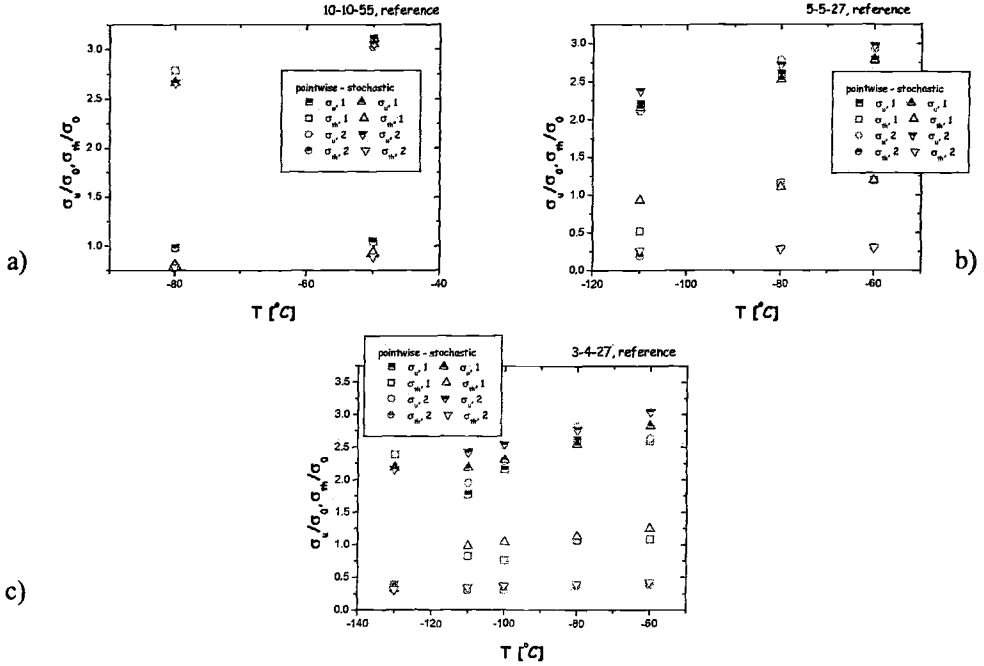 10-10-55, reference
3.0
2.5
2.0
1.5
1.0
σu/σ0, σth/σ0
pointwise - stochastic
σu, 1 σu, 1
σth, 1 σth, 1
σu, 2 σu, 2
σth, 2 σth, 2
-80 -60 -40
T [°C]
a)
5-5-27, reference
3.0
2.5
2.0
1.5
1.0
0.5
0.0
σu/σ0, σth/σ0
pointwise - stochastic
σu, 1 σu, 1
σth, 1 σth, 1
σu, 2 σu, 2
σth, 2 σth, 2
-120 -100 -80 -60
T [°C]
b)
3-4-27, reference
pointwise - stochastic
σu, 1 σu, 1
σth, 1 σth, 1
σu, 2 σu, 2
σth, 2 σth, 2
3.5
3.0
2.5
2.0
1.5
1.0
0.5
0.0
σu/σ0, σth/σ0
-140 -120 -100 -80 -60
T [°C]
c)